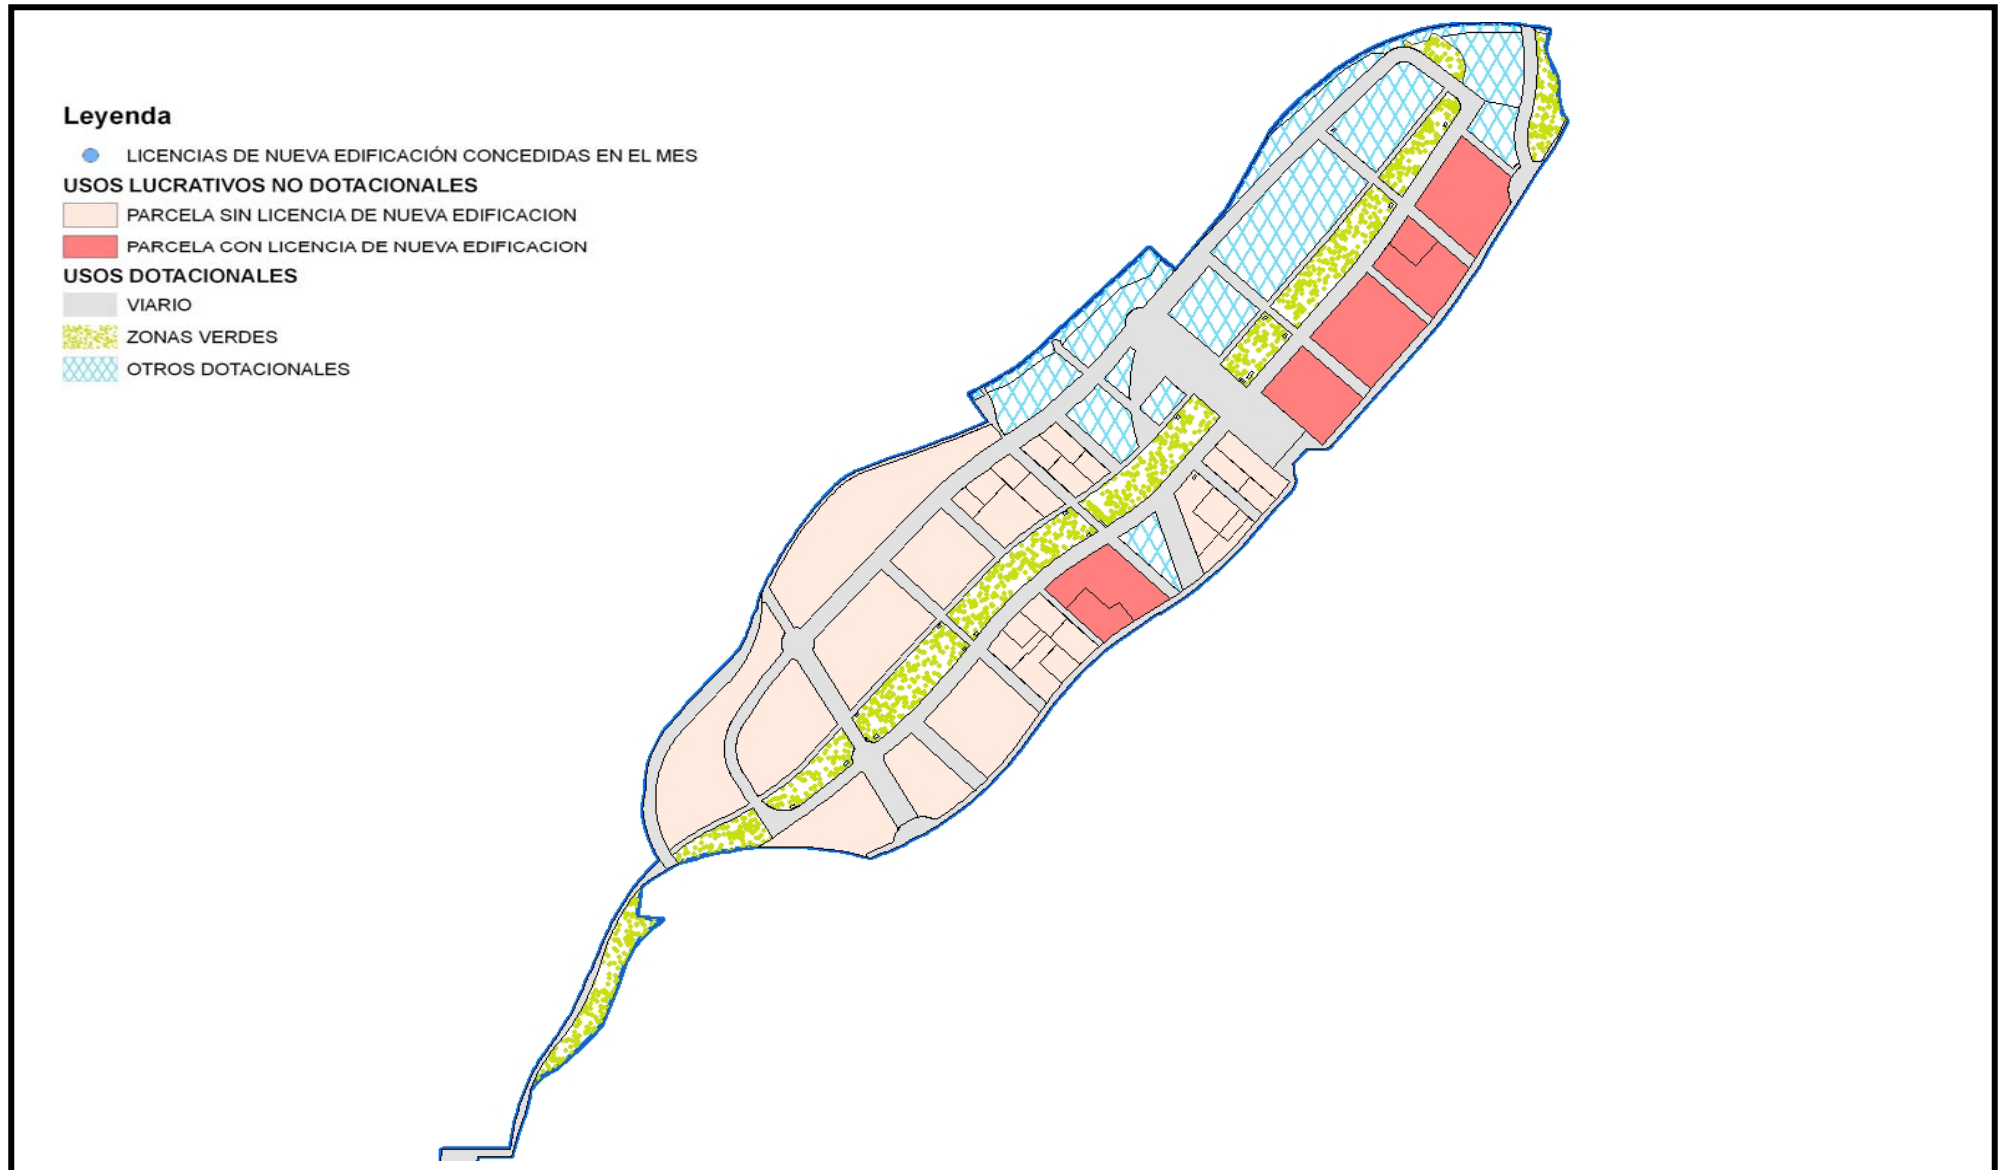 Leyenda
LICENCIAS DE NUEVA EDIFICACIÓN CONCEDIDAS EN EL MES
USOS LUCRATIVOS NO DOTACIONALES
PARCELA SIN LICENCIA DE NUEVA EDIFICACION
PARCELA CON LICENCIA DE NUEVA EDIFICACION
USOS DOTACIONALES
VIARIO
ZONAS VERDES
OTROS DOTACIONALES